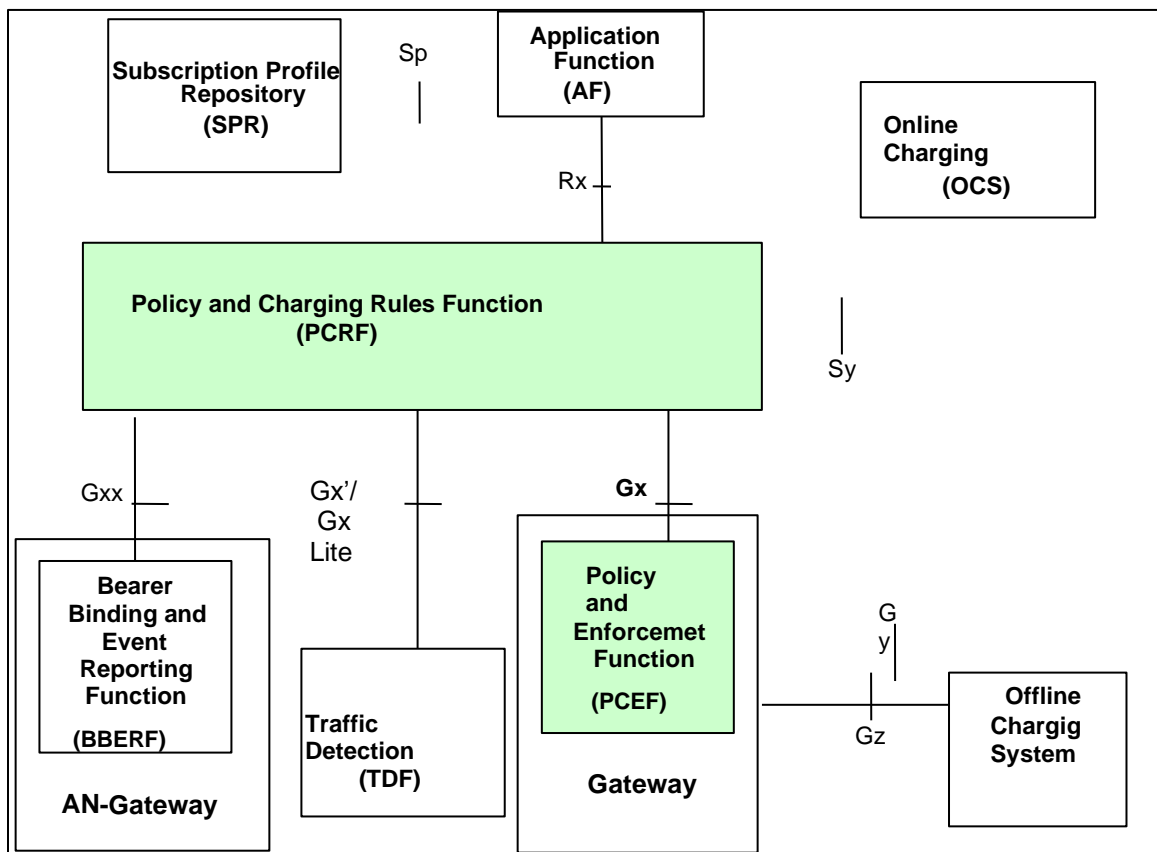 Subscription Profile
Repository
(SPR)
Sp
Application
Function
(AF)
Online
Charging
(OCS)
Rx
Policy and Charging Rules Function
(PCRF)
Sy
Gxx
Gx’/
Gx
Lite
Gx
Bearer
Binding and
Event
Reporting
Function
(BBERF)
AN-Gateway
Traffic
Detection
(TDF)
Policy
and
Enforcemet
Function
(PCEF)
Gateway
G
y
Gz
Offline
Chargig
System